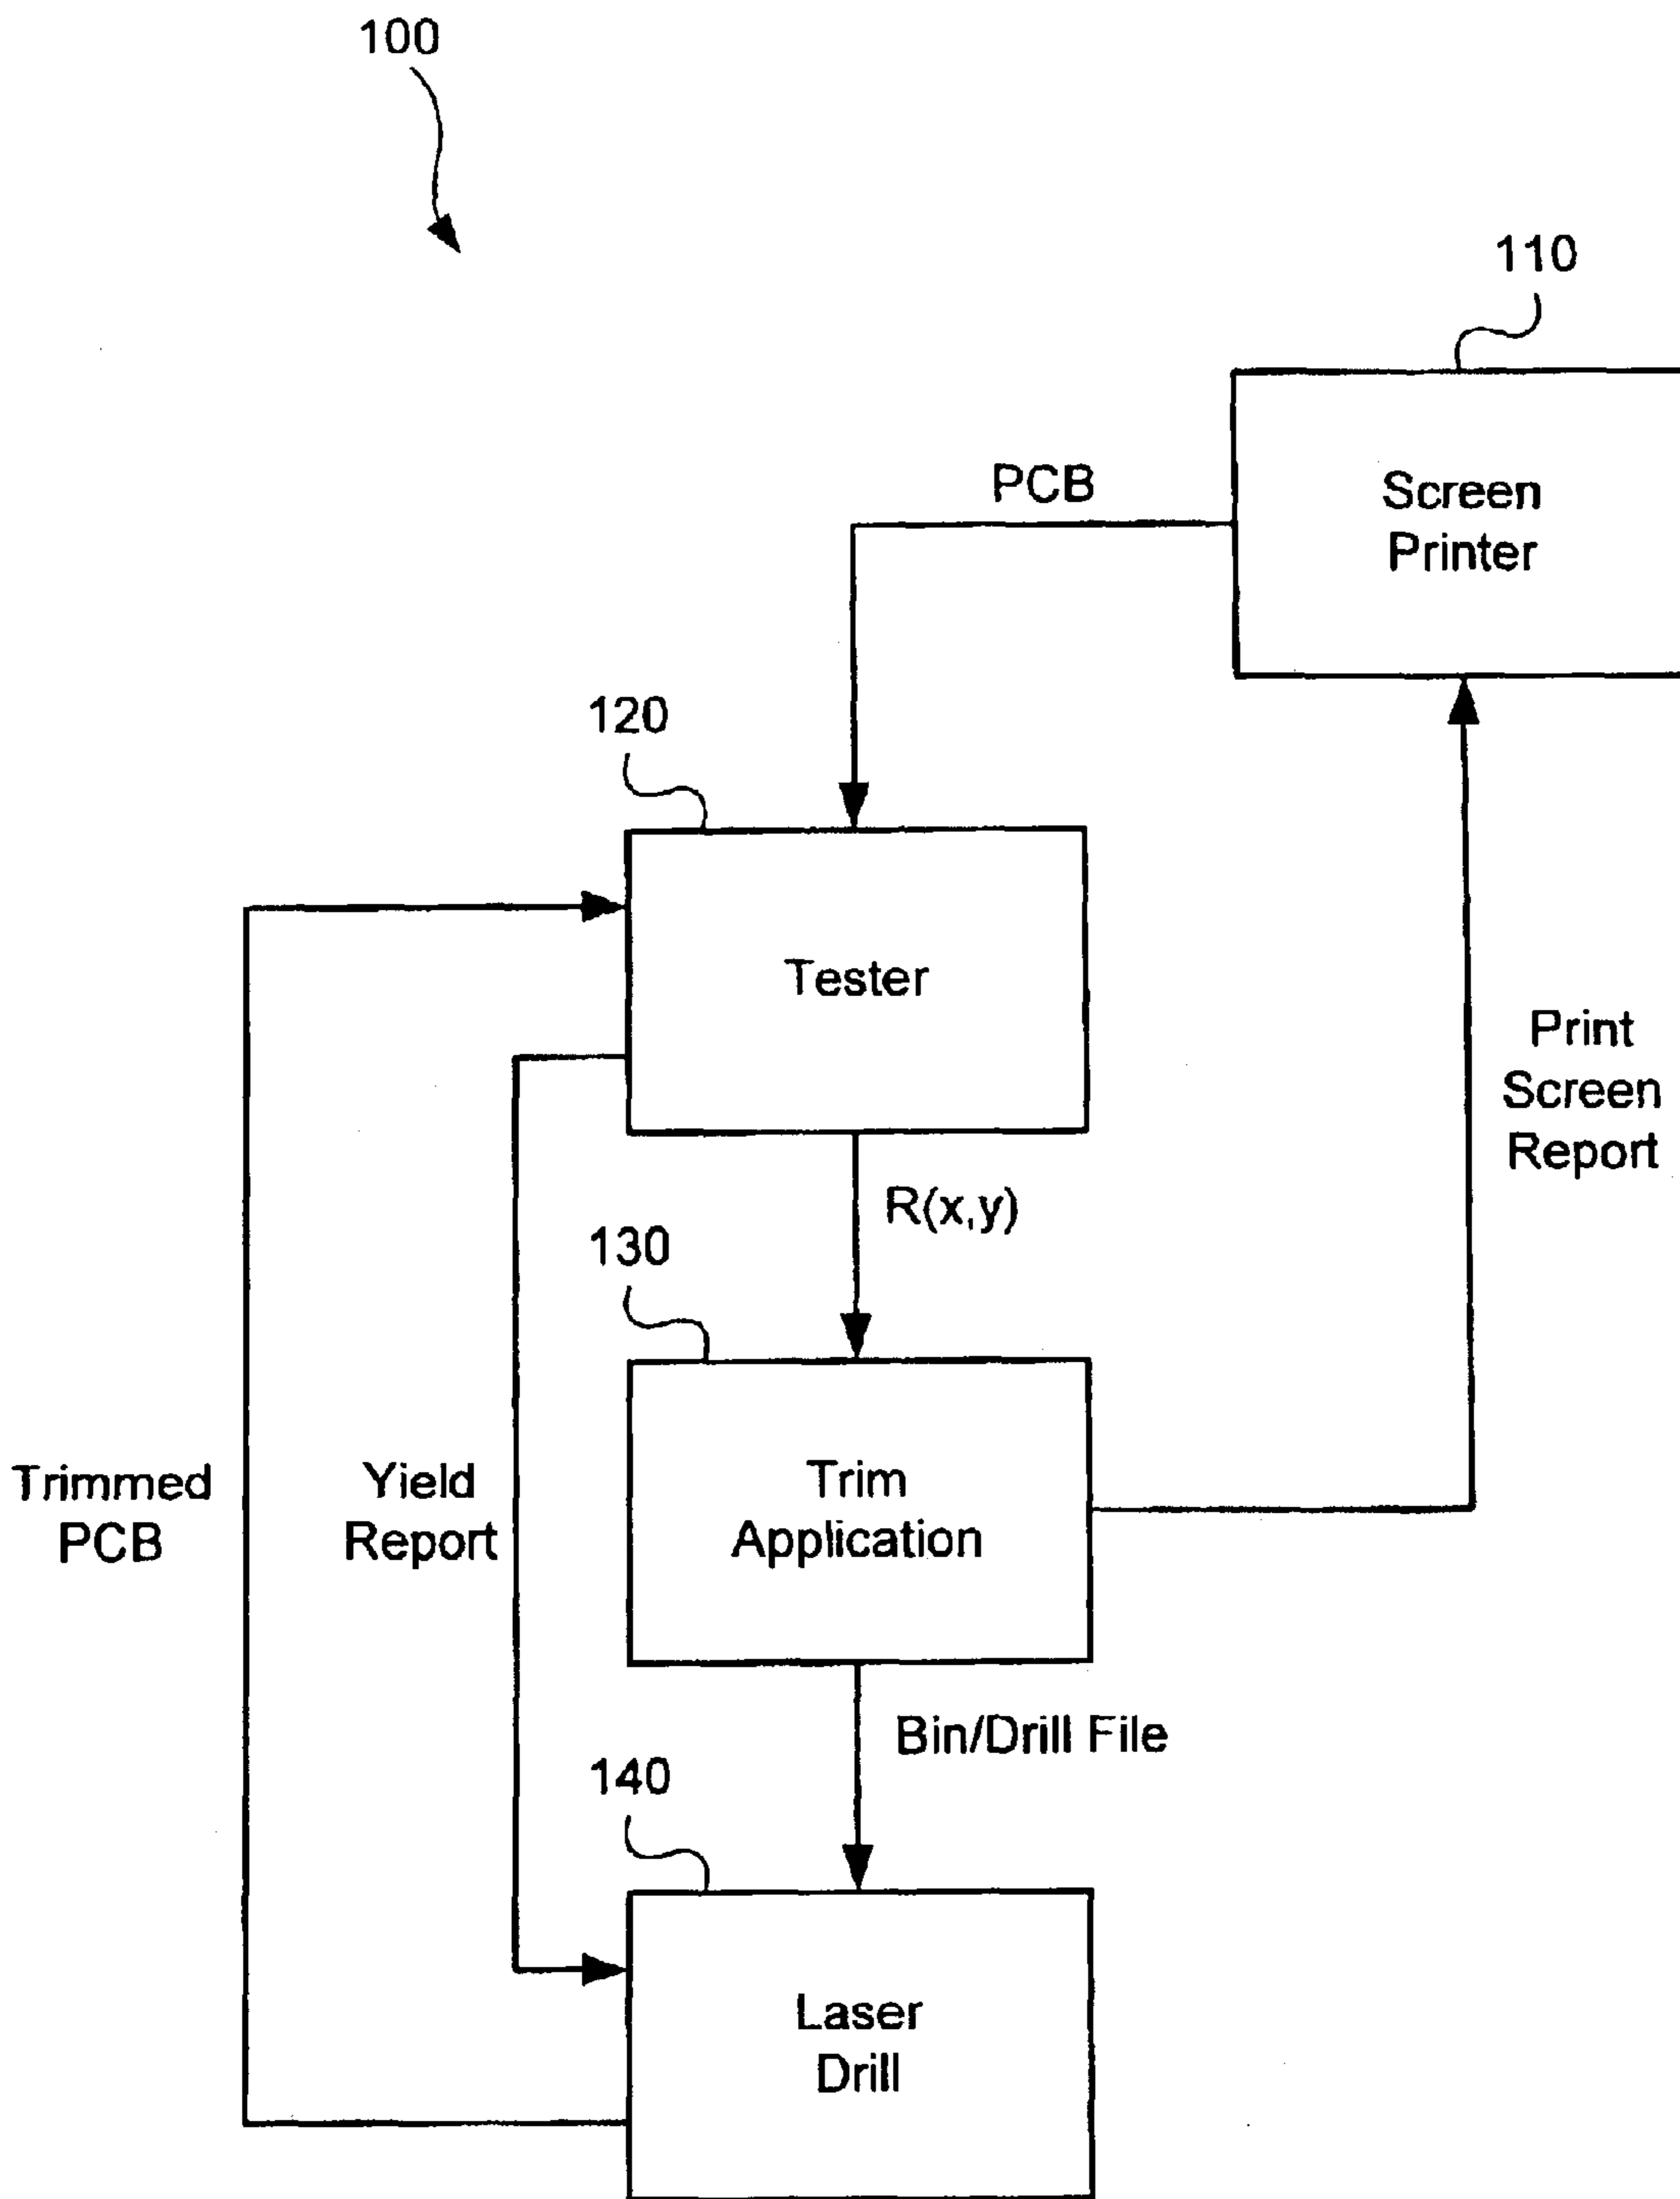 100
110
Screen
Printer
PCB
120
Tester
Print
Screen
Report
R(x,y)
130
Trim
Application
Trimmed
PCB
Yield
Report
Bin/Drill File
140
Laser
Drill